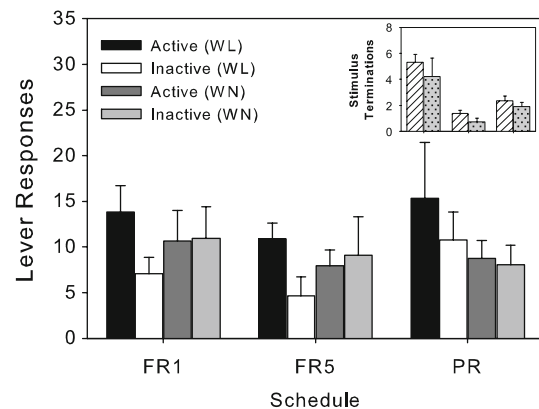 35
30
25
20
15
10
5
0
Lever Responses
Active (WL)
Inactive (WL)
Active (WN)
Inactive (WN)
8
6
4
2
0
Stimulus
Terminations
FR1
FR5
PR
Schedule